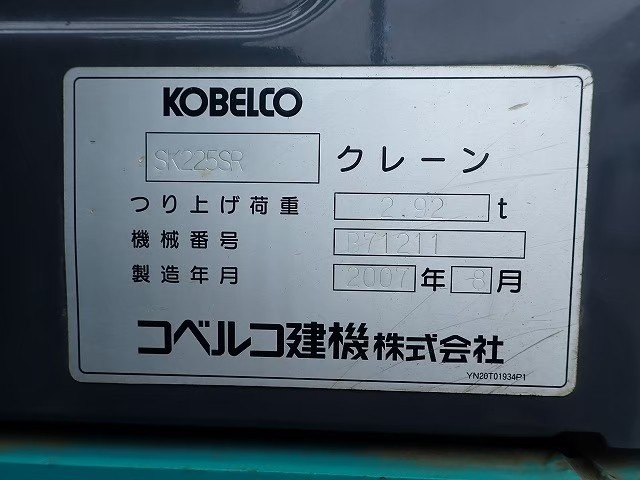 KOBELCO
SK225SR クレーン
つり上げ荷重 2.92 t
機械番号 P71211
製造年月 2007 年 8 月
コベルコ建機株式会社
YN20T01934P1